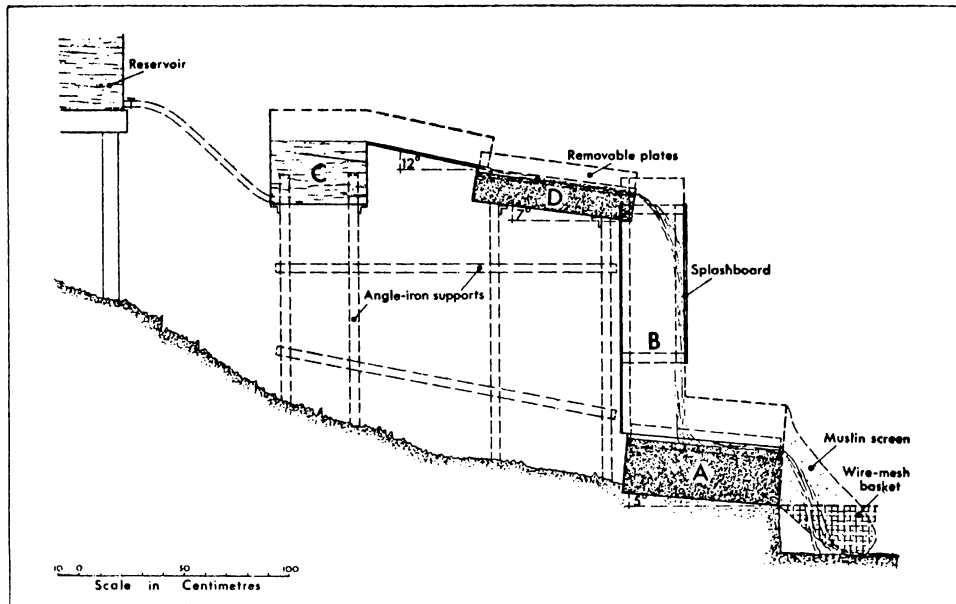 Reservoir
C
12°
Removable plates
D
7°
Angle-iron supports
Splashboard
B
Muslin screen
Wire-mesh
basket
A
5°
10 0 50 100
Scale in Centimetres